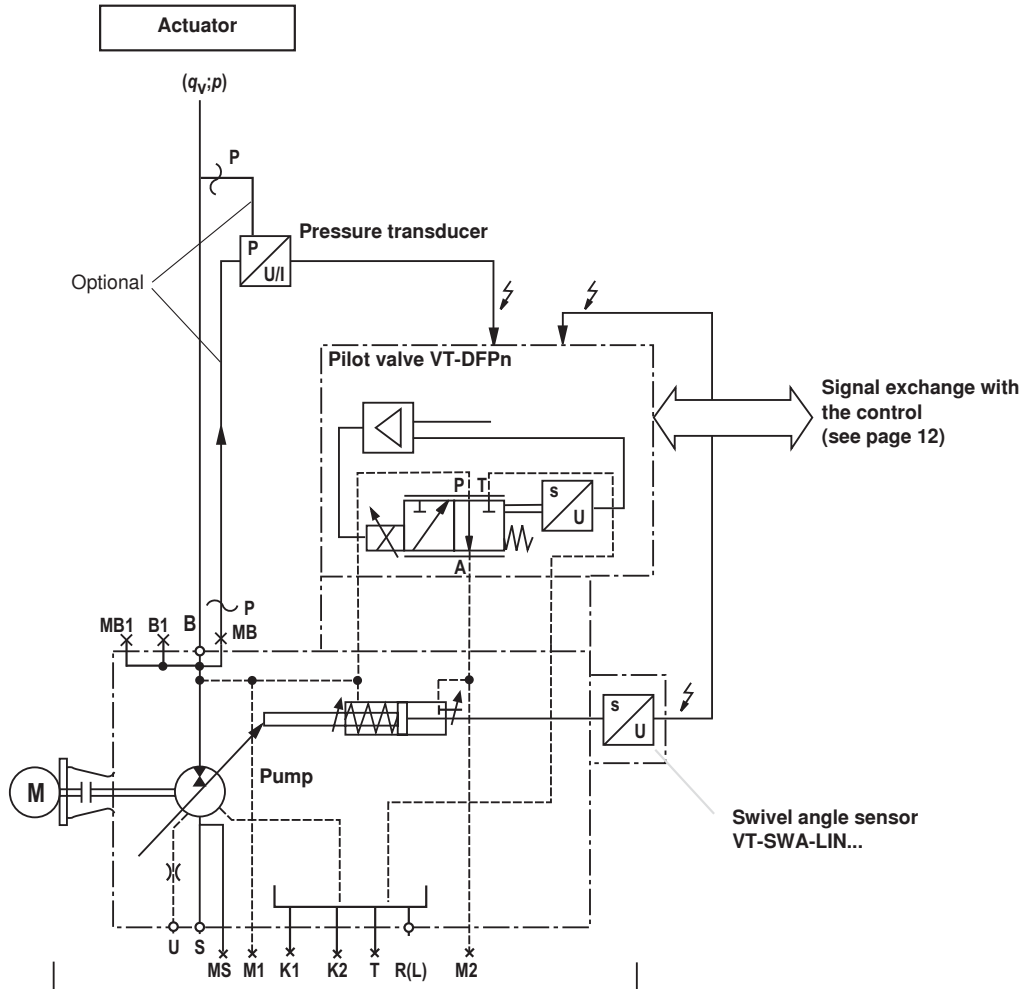 Actuator
(qV;p)
P
Pressure transducer
P
U/I
Optional
Pilot valve VT-DFPn
Signal exchange with
the control
(see page 12)
P T
s
U
A
P
MB1 B1 B MB
s
U
Pump
M
Swivel angle sensor
VT-SWA-LIN...
U S
MS M1 K1 K2 T R(L) M2